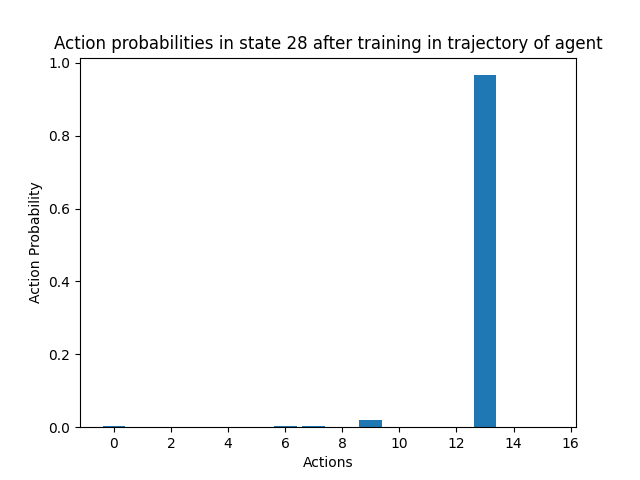 Action probabilities in state 28 after training in trajectory of agent
1.0
0.8
0.6
0.4
0.2
0.0
Action Probability
0 2 4 6 8 10 12 14 16
Actions